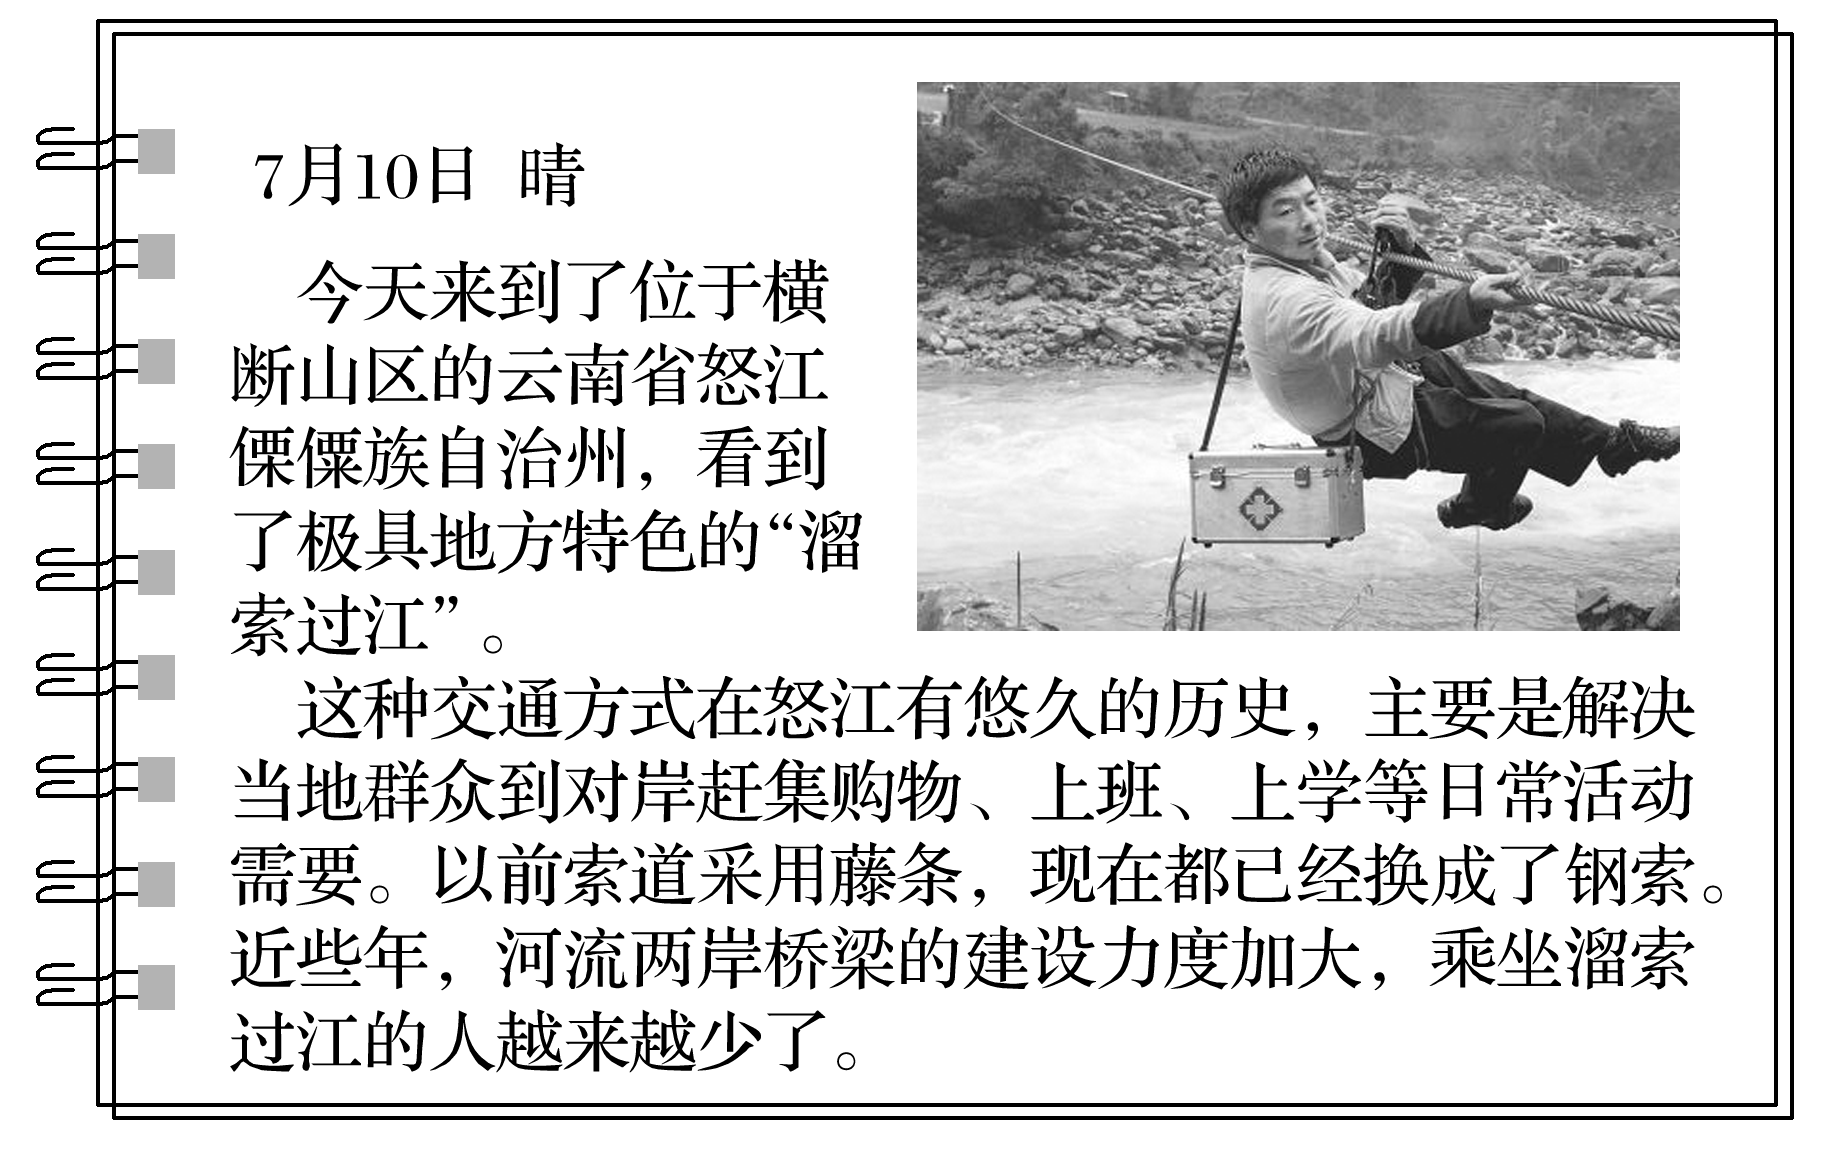 7月10日 晴
今天来到了位于横
断山区的云南省怒江
傈僳族自治州，看到
了极具地方特色的“溜
索过江”。
这种交通方式在怒江有悠久的历史，主要是解决
当地群众到对岸赶集购物、上班、上学等日常活动
需要。以前索道采用藤条，现在都已经换成了钢索。
近些年，河流两岸桥梁的建设力度加大，乘坐溜索
过江的人越来越少了。